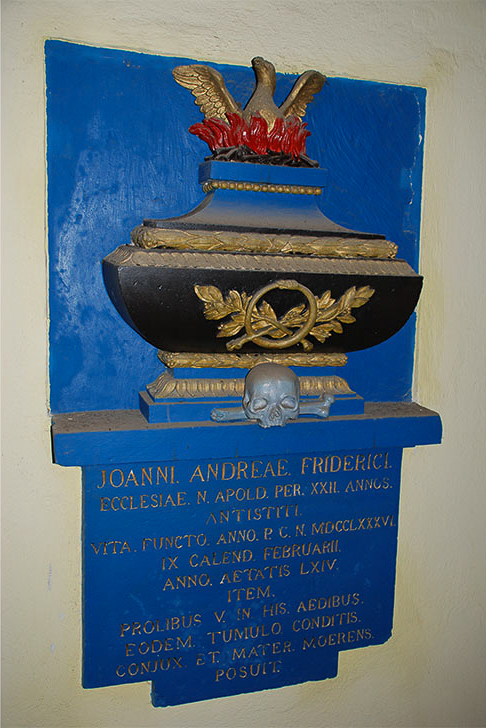 JOANNI. ANDREAE. FRIDERICI.
ECCLESIAE. N. APOLD. PER. XXII. ANNOS.
ANTISTITI.
VITA. FUNCTO. ANNO. P. C. N. MDCCLXXXVI.
IX CALEND. FEBRUARII.
ANNO. AETATIS LXIV.
ITEM.
PROLIBUS V. IN HIS. AEDIBUS.
EODEM. TUMULO CONDITIS.
CONJUX. ET. MATER. MOERENS.
POSUIT.